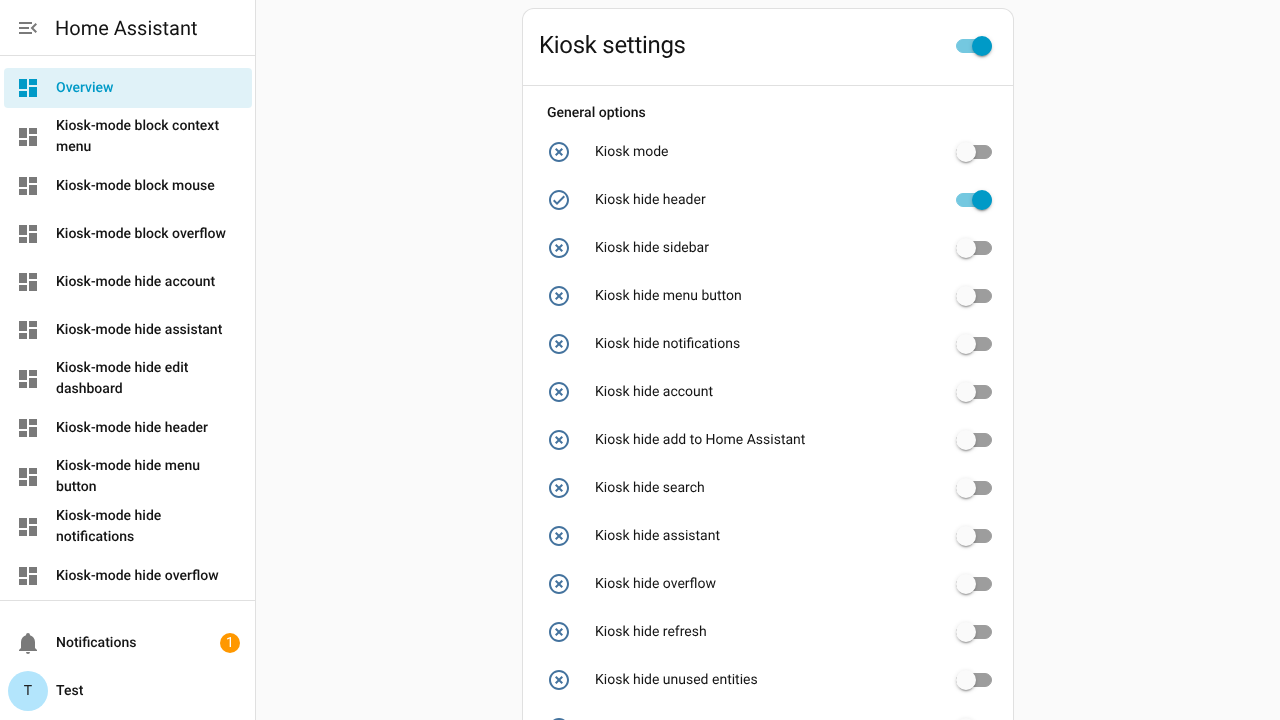 Home Assistant
Overview
Kiosk-mode block context
menu
Kiosk-mode block mouse
Kiosk-mode block overflow
Kiosk-mode hide account
Kiosk-mode hide assistant
Kiosk-mode hide edit
dashboard
Kiosk-mode hide header
Kiosk-mode hide menu
button
Kiosk-mode hide
notifications
Kiosk-mode hide overflow
Notifications 1
T Test
Kiosk settings
General options
Kiosk mode
Kiosk hide header
Kiosk hide sidebar
Kiosk hide menu button
Kiosk hide notifications
Kiosk hide account
Kiosk hide add to Home Assistant
Kiosk hide search
Kiosk hide assistant
Kiosk hide overflow
Kiosk hide refresh
Kiosk hide unused entities